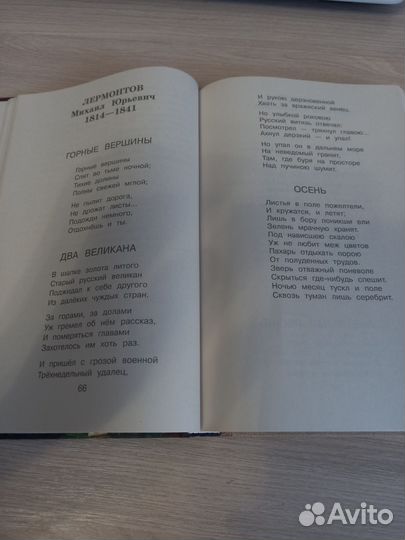 ЛЕРМОНТОВ
Михаил Юрьевич
1814—1841
ГОРНЫЕ ВЕРШИНЫ
Горные вершины
Спят во тьме ночной;
Тихие долины
Полны свежей мглой;
Не пылит дорога,
Не дрожат листы...
Подожди немного,
Отдохнёшь и ты.
ДВА ВЕЛИКАНА
В шапке золота литого
Старый русский великан
Поджидал к себе другого
Из далёких чуждых стран.
За горами, за долами
Уж гремел об нём рассказ,
И померяться главами
Захотелось им хоть раз.
И пришёл с грозой военной
Трёхнедельный удалец,
66
И рукою дерзновенной
Хвать за вражеский венец.
Но улыбкой роковою
Русский витязь отвечал:
Посмотрел — тряхнул главою...
Ахнул дерзкий — и упал!
Но упал он в дальнем море
На неведомый гранит,
Там, где буря на просторе
Над пучиною шумит.
ОСЕНЬ
Листья в поле пожелтели,
И кружатся, и летят;
Лишь в бору поникши ели
Зелень мрачную хранят.
Под нависшею скалою
Уж не любит меж цветов
Пахарь отдыхать порою
От полуденных трудов.
Зверь отважный поневоле
Скрыться где-нибудь спешит.
Ночью месяц тускл и поле
Сквозь туман лишь серебрит.
Avito